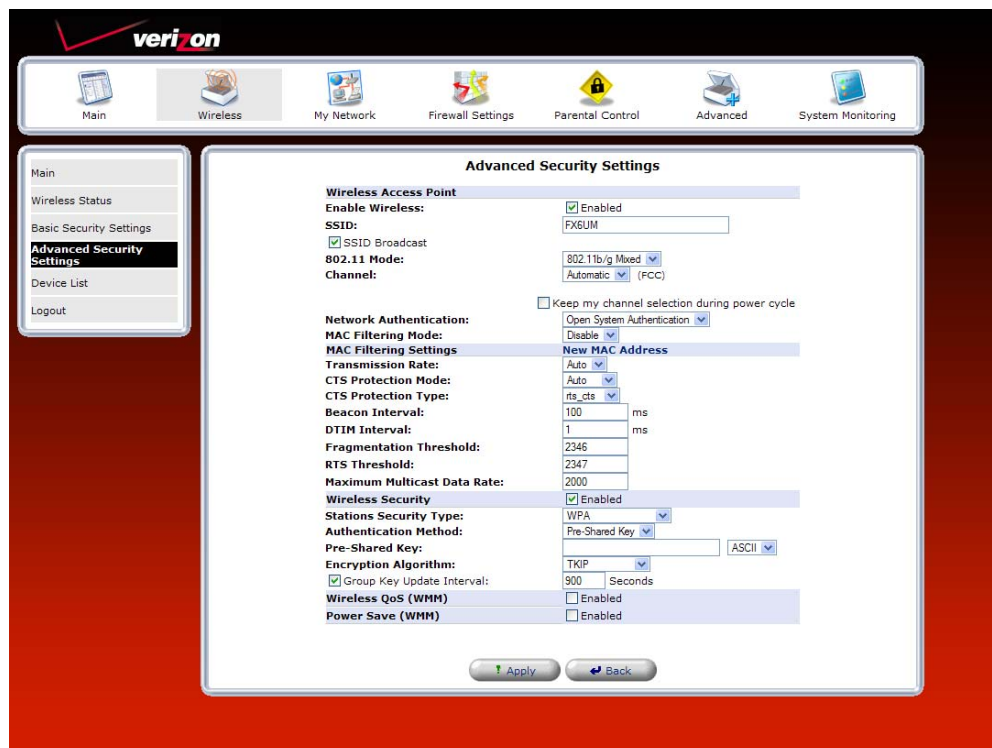 verizon
Main Wireless My Network Firewall Settings Parental Control Advanced System Monitoring
Main
Wireless Status
Basic Security Settings
Advanced Security
Settings
Device List
Logout
Advanced Security Settings
Wireless Access Point
Enable Wireless: Enabled
SSID: FX6UM
SSID Broadcast
802.11 Mode: 802.11b/g Mixed
Channel: Automatic (FCC)
Keep my channel selection during power cycle
Network Authentication: Open System Authentication
MAC Filtering Mode: Disable
MAC Filtering Settings New MAC Address
Transmission Rate: Auto
CTS Protection Mode: Auto
CTS Protection Type: rts_cts
Beacon Interval: 100 ms
DTIM Interval: 1 ms
Fragmentation Threshold: 2346
RTS Threshold: 2347
Maximum Multicast Data Rate: 2000
Wireless Security Enabled
Stations Security Type: WPA
Authentication Method: Pre-Shared Key
Pre-Shared Key: ASCII
Encryption Algorithm: TKIP
Group Key Update Interval: 900 Seconds
Wireless QoS (WMM) Enabled
Power Save (WMM) Enabled
Apply Back